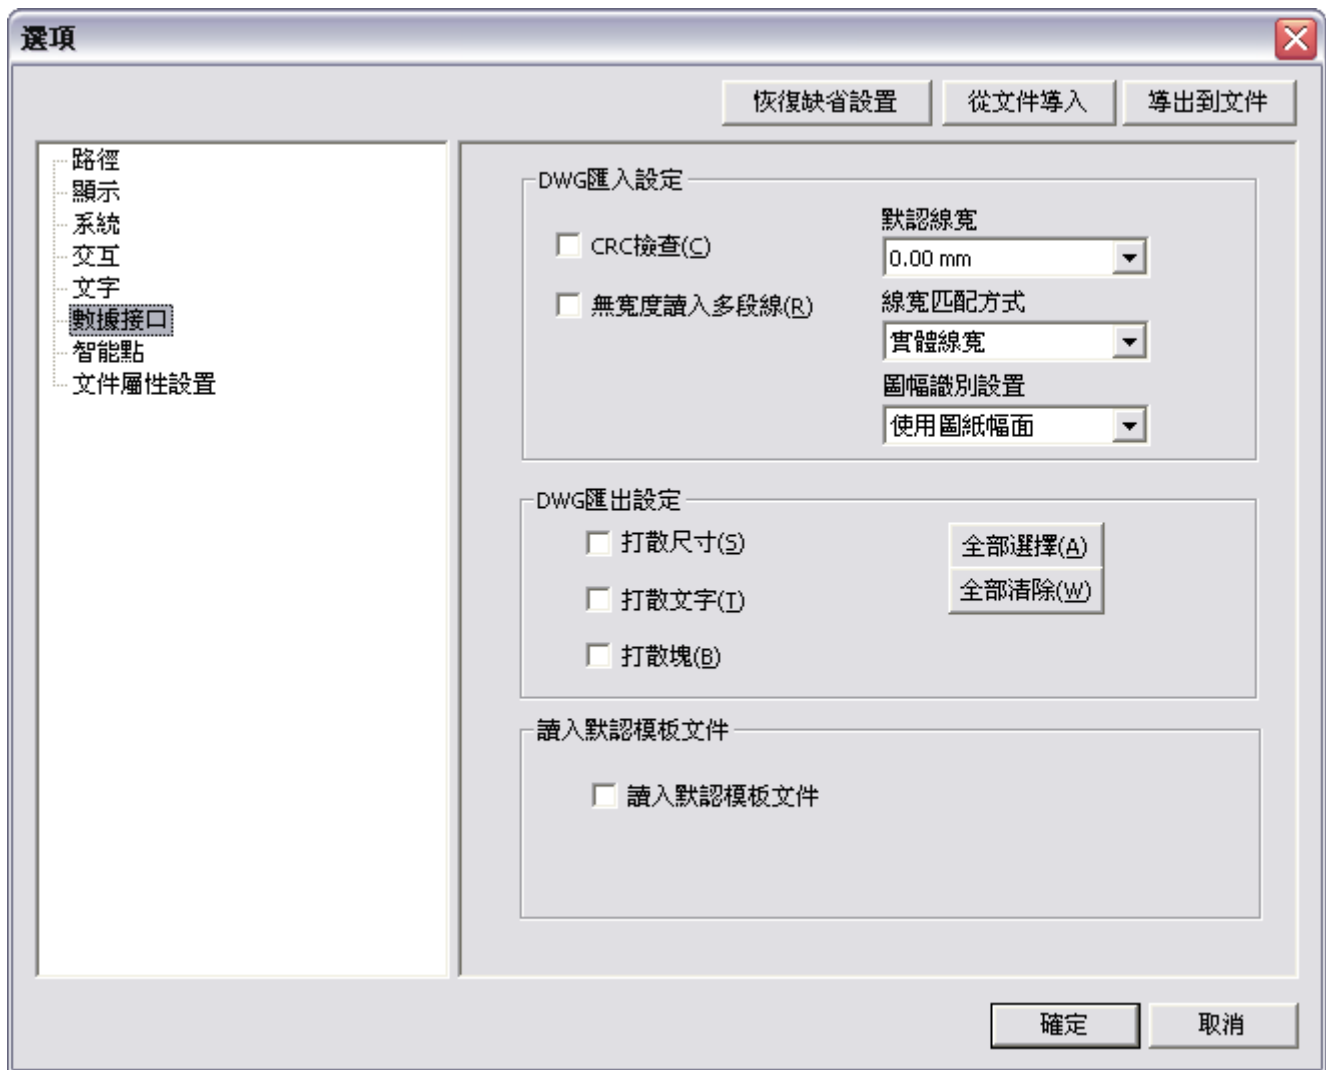 選項
恢復缺省設置
從文件導入
導出到文件
路徑
顯示
系統
交互
文字
數據接口
智能點
文件屬性設置
DWG匯入設定
CRC檢查(C)
無寬度讀入多段線(R)
默認線寬
0.00 mm
線寬匹配方式
實體線寬
圖幅識別設置
使用圖紙幅面
DWG匯出設定
打散尺寸(S)
打散文字(T)
打散塊(B)
全部選擇(A)
全部清除(W)
讀入默認模板文件
讀入默認模板文件
確定
取消